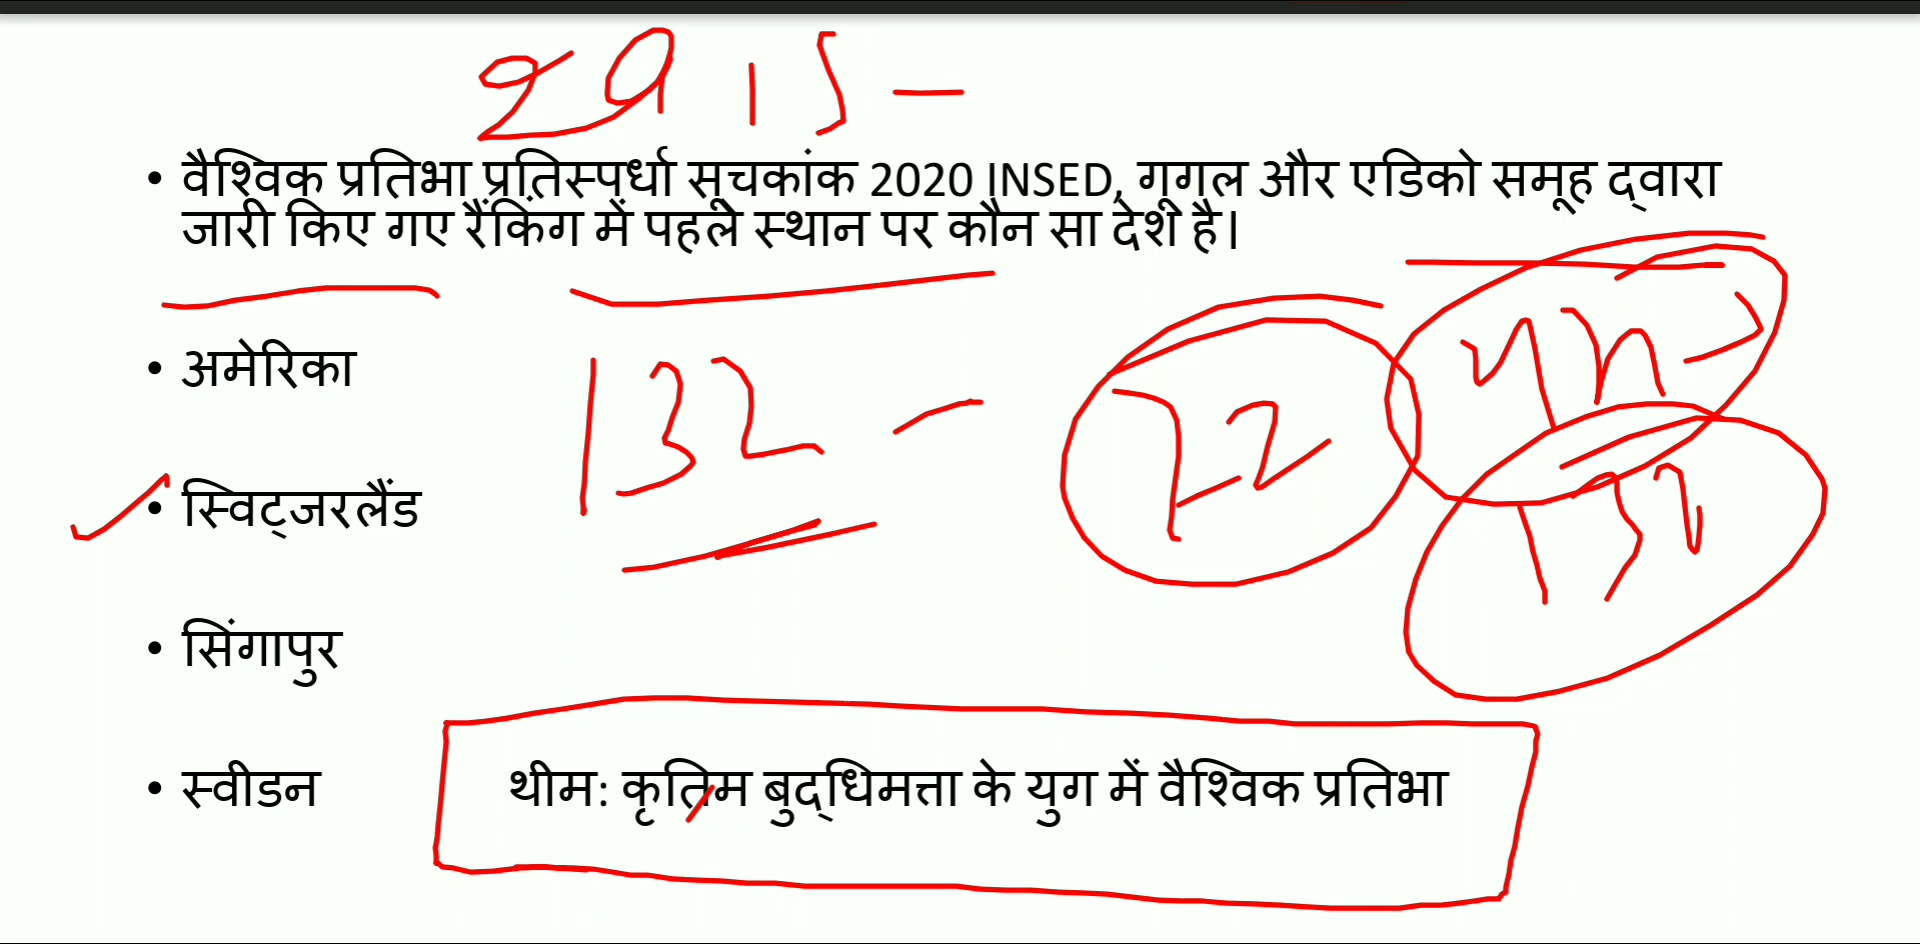 • वैश्विक प्रतिभा प्रतिस्पर्धा सूचकांक 2020 INSED, गूगल और एडिको समूह द्वारा
जारी किए गए रैंकिंग में पहले स्थान पर कौन सा देश है।
• अमेरिका
132 -
72
• स्विट्जरलैंड
• सिंगापुर
• स्वीडन
थीम: कृतिम बुद्धिमत्ता के युग में वैश्विक प्रतिभा